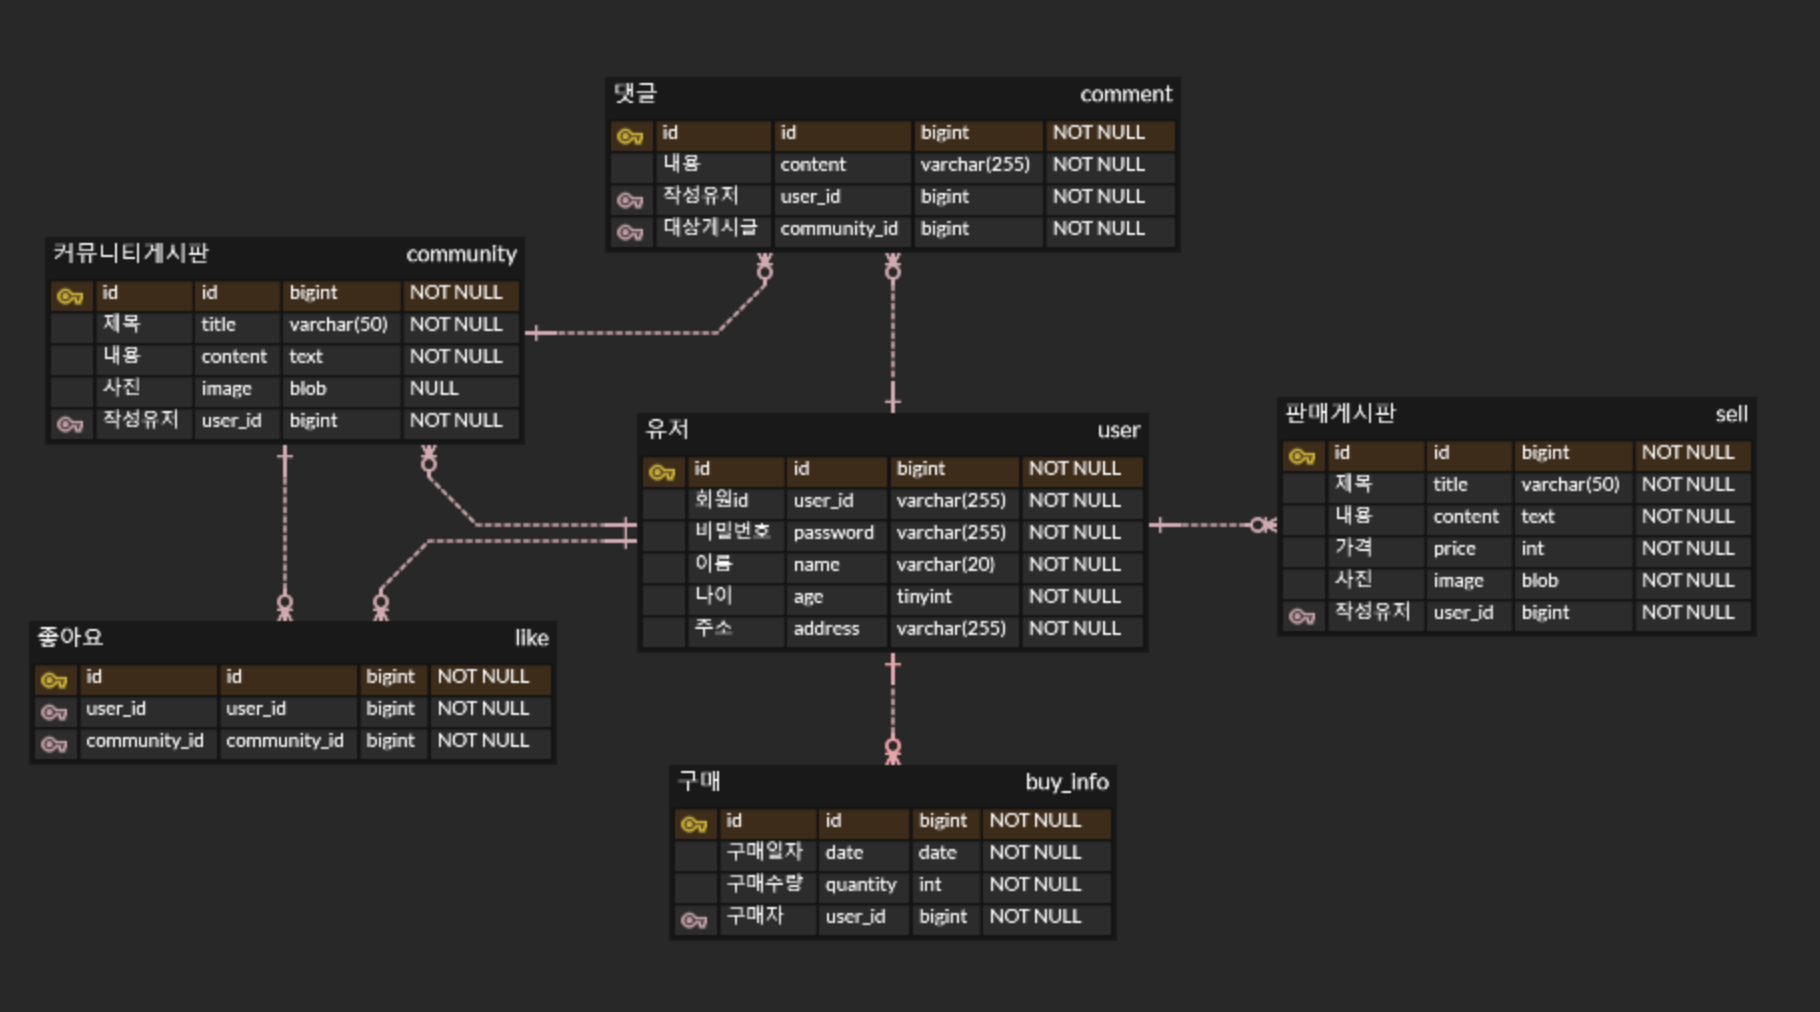 댓글 comment
id id bigint NOT NULL
내용 content varchar(255) NOT NULL
작성유저 user_id bigint NOT NULL
대상게시글 community_id bigint NOT NULL
커뮤니티게시판 community
id id bigint NOT NULL
제목 title varchar(50) NOT NULL
내용 content text NOT NULL
사진 image blob NULL
작성유저 user_id bigint NOT NULL
유저 user
id id bigint NOT NULL
회원id user_id varchar(255) NOT NULL
비밀번호 password varchar(255) NOT NULL
이름 name varchar(20) NOT NULL
나이 age tinyint NOT NULL
주소 address varchar(255) NOT NULL
판매게시판 sell
id id bigint NOT NULL
제목 title varchar(50) NOT NULL
내용 content text NOT NULL
가격 price int NOT NULL
사진 image blob NOT NULL
작성유저 user_id bigint NOT NULL
좋아요 like
id id bigint NOT NULL
user_id user_id bigint NOT NULL
community_id community_id bigint NOT NULL
구매 buy_info
id id bigint NOT NULL
구매일자 date date NOT NULL
구매수량 quantity int NOT NULL
구매자 user_id bigint NOT NULL